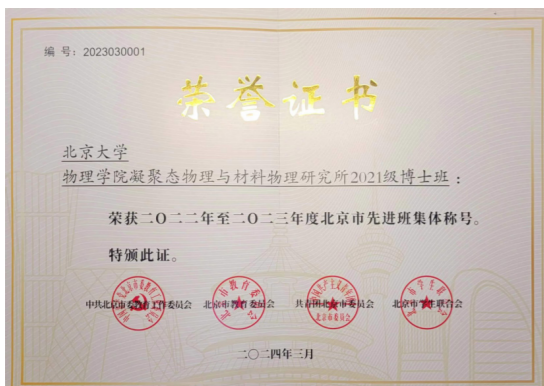 编 号：2023030001
荣誉证书
北京大学
物理学院凝聚态物理与材料物理研究所2021级博士班：
荣获二〇二二年至二〇二三年度北京市先进班集体称号。
特颁此证。
中共北京市委教育工作委员会 北京市教育委员会 共青团北京市委员会 北京市学生联合会
二〇二四年三月